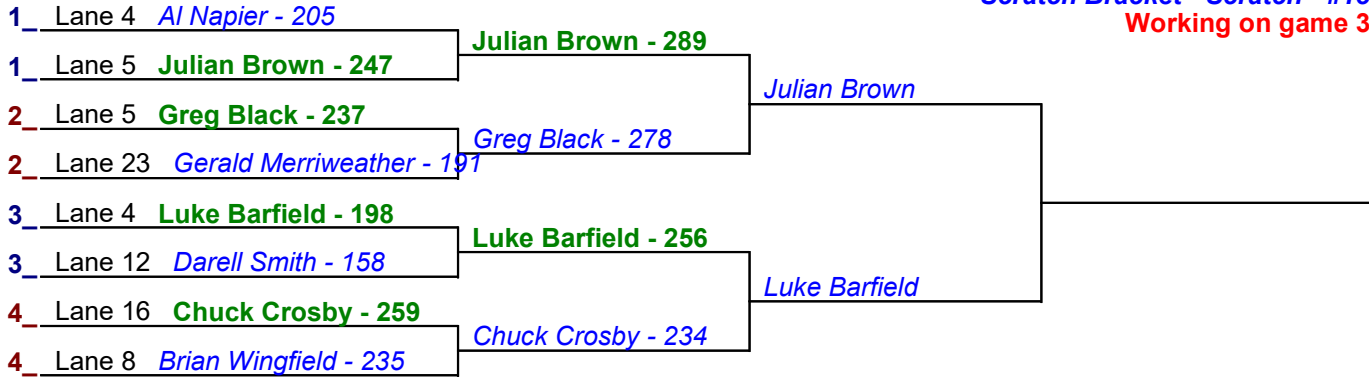 1_ Lane 4 Al Napier - 205
Working on game 3
Julian Brown - 289
1_ Lane 5 Julian Brown - 247
Julian Brown
2_ Lane 5 Greg Black - 237
Greg Black - 278
2_ Lane 23 Gerald Merriweather - 191
3_ Lane 4 Luke Barfield - 198
Luke Barfield - 256
3_ Lane 12 Darell Smith - 158
Luke Barfield
4_ Lane 16 Chuck Crosby - 259
Chuck Crosby - 234
4_ Lane 8 Brian Wingfield - 235